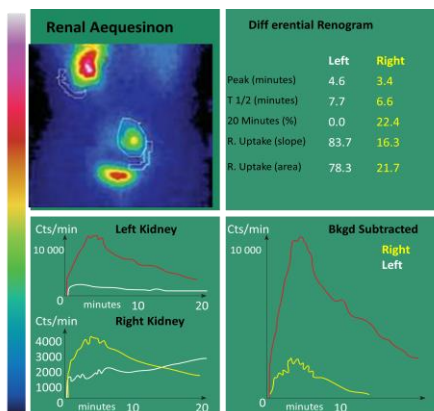 Renal Aequesinon
Diff erential Renogram
Left Right
Peak (minutes) 4.6 3.4
T 1/2 (minutes) 7.7 6.6
20 Minutes (%) 0.0 22.4
R. Uptake (slope) 83.7 16.3
R. Uptake (area) 78.3 21.7
Cts/min Left Kidney
10 000
0 minutes 10 20
Cts/min Right Kidney
4000
3000
2000
1000
0 minutes 10 20
Cts/min Bkgd Subtracted
Right
Left
10 000
0 minutes 10 20